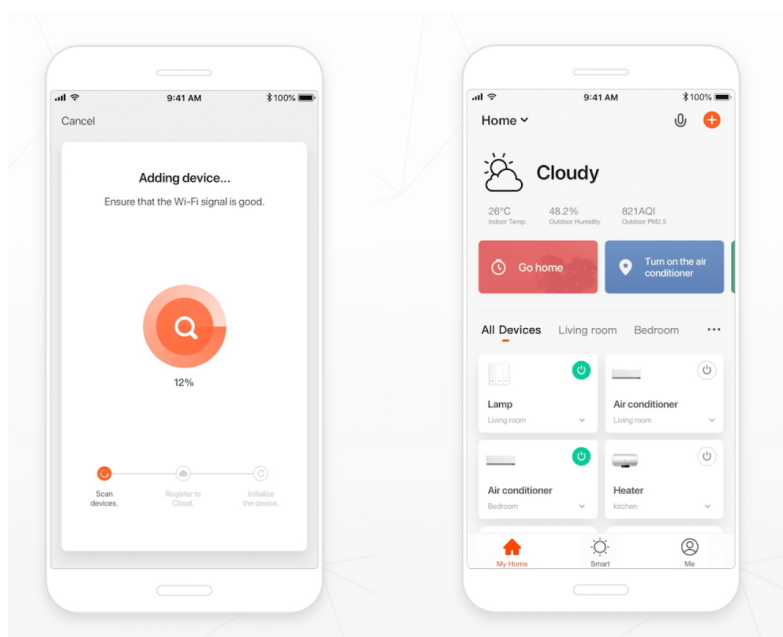 9:41 AM
100%
Cancel
Adding device...
Ensure that the Wi-Fi signal is good.
12%
Scan
devices.
Register to
Cloud.
Initialize
the device.
9:41 AM
100%
Home
Cloudy
26°C
48.2%
821AQI
Indoor Temp.
Outdoor Humidity
Outdoor PM2.5
Go home
Turn on the air
conditioner
All Devices
Living room
Bedroom
Lamp
Living room
Air conditioner
Living room
Air conditioner
Bedroom
Heater
kitchen
My Home
Smart
Me